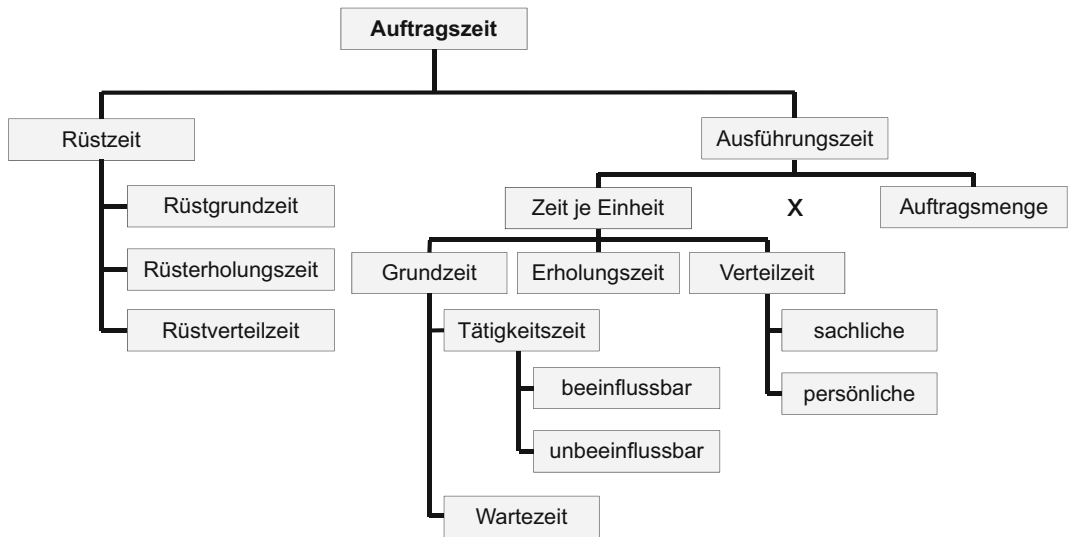 Auftragszeit
Rüstzeit
Ausführungszeit
Rüstgrundzeit
Zeit je Einheit
x
Auftragsmenge
Rüsterholungszeit
Grundzeit
Erholungszeit
Verteilzeit
Rüstverteilzeit
Tätigkeitszeit
sachliche
beeinflussbar
persönliche
unbeeinflussbar
Wartezeit